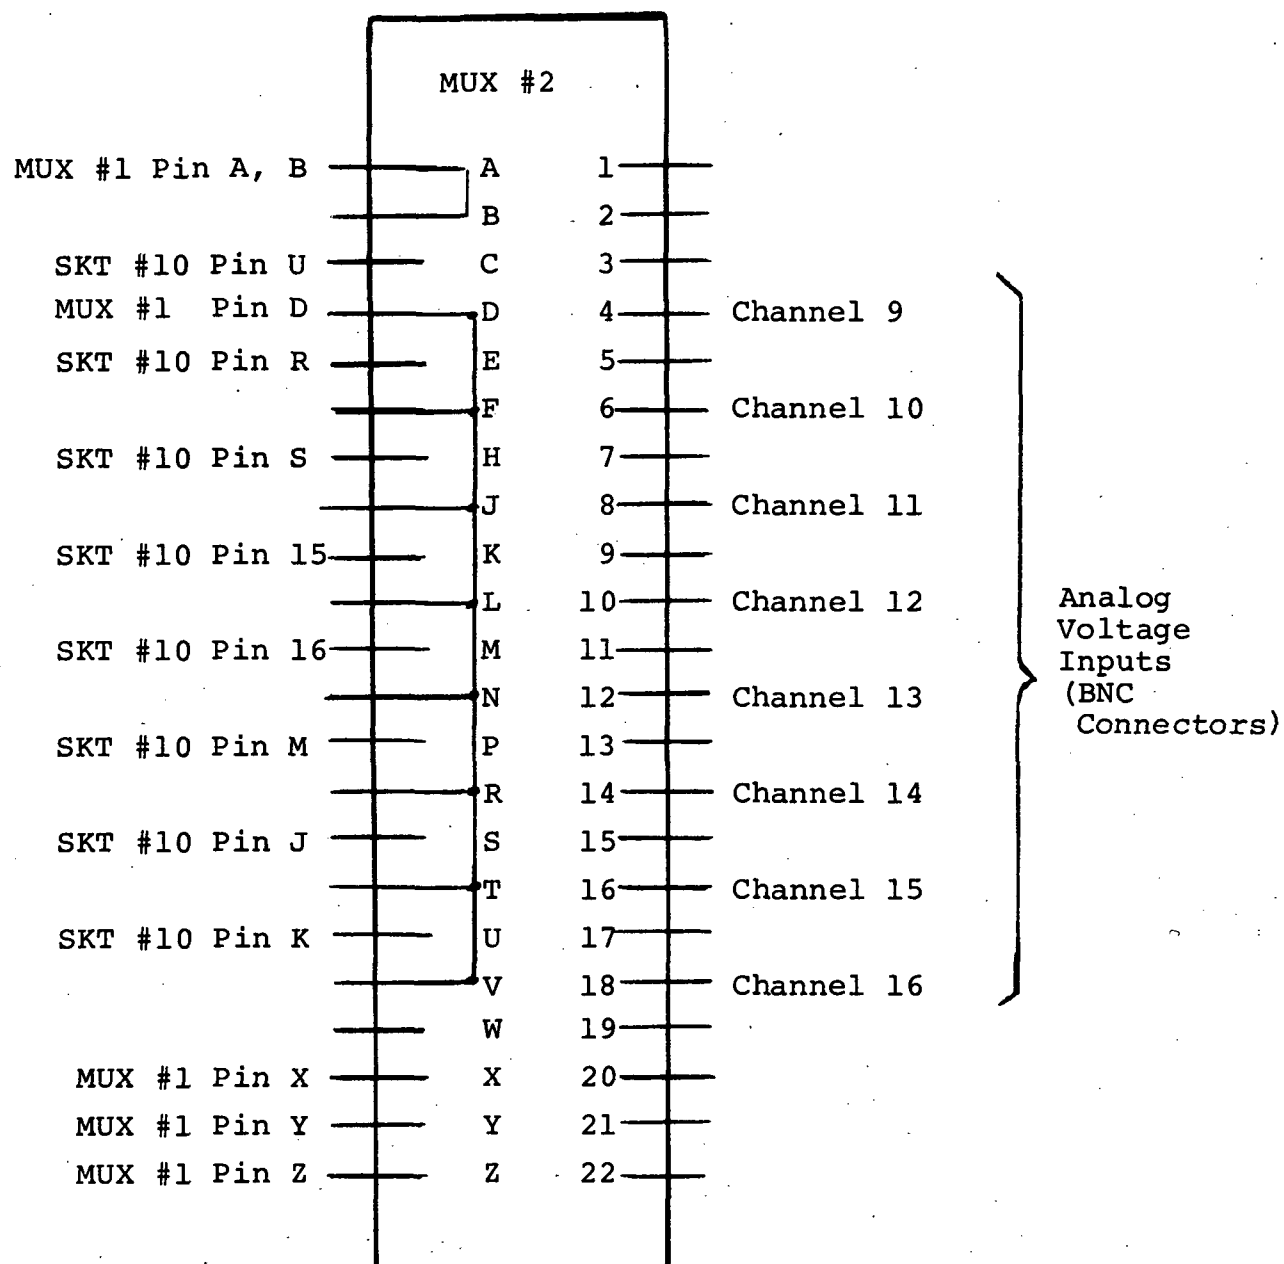 MUX #2
MUX #1 Pin A, B A 1
B 2
SKT #10 Pin U C 3
MUX #1 Pin D D 4 Channel 9
SKT #10 Pin R E 5
F 6 Channel 10
SKT #10 Pin S H 7
J 8 Channel 11
SKT #10 Pin 15 K 9
L 10 Channel 12
SKT #10 Pin 16 M 11
N 12 Channel 13
SKT #10 Pin M P 13
R 14 Channel 14
SKT #10 Pin J S 15
T 16 Channel 15
SKT #10 Pin K U 17
V 18 Channel 16
W 19
MUX #1 Pin X X 20
MUX #1 Pin Y Y 21
MUX #1 Pin Z Z 22
Analog
Voltage
Inputs
(BNC
Connectors)